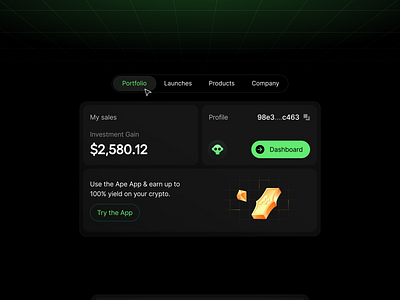 Portfolio Launches Products Company
My sales
Investment Gain
$2,580.12
Profile 98e3....c463
Dashboard
Use the Ape App & earn up to
100% yield on your crypto.
Try the App